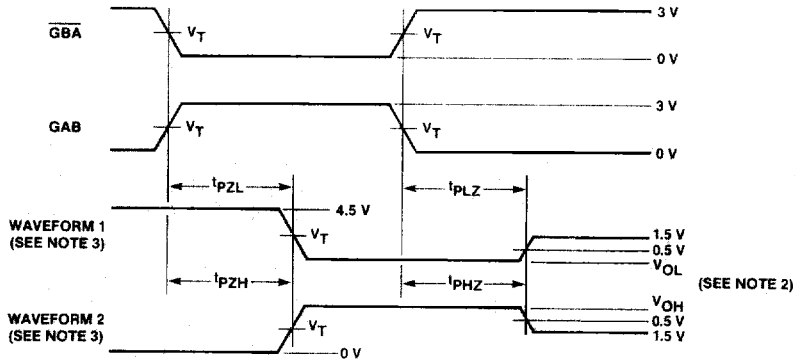 GBA
V_T
V_T
3 V
0 V
GAB
V_T
V_T
3 V
0 V
t_PZL
t_PLZ
WAVEFORM 1
(SEE NOTE 3)
4.5 V
V_T
1.5 V
0.5 V
V_OL
t_PZH
t_PHZ
(SEE NOTE 2)
WAVEFORM 2
(SEE NOTE 3)
V_T
0 V
V_OH
0.5 V
1.5 V